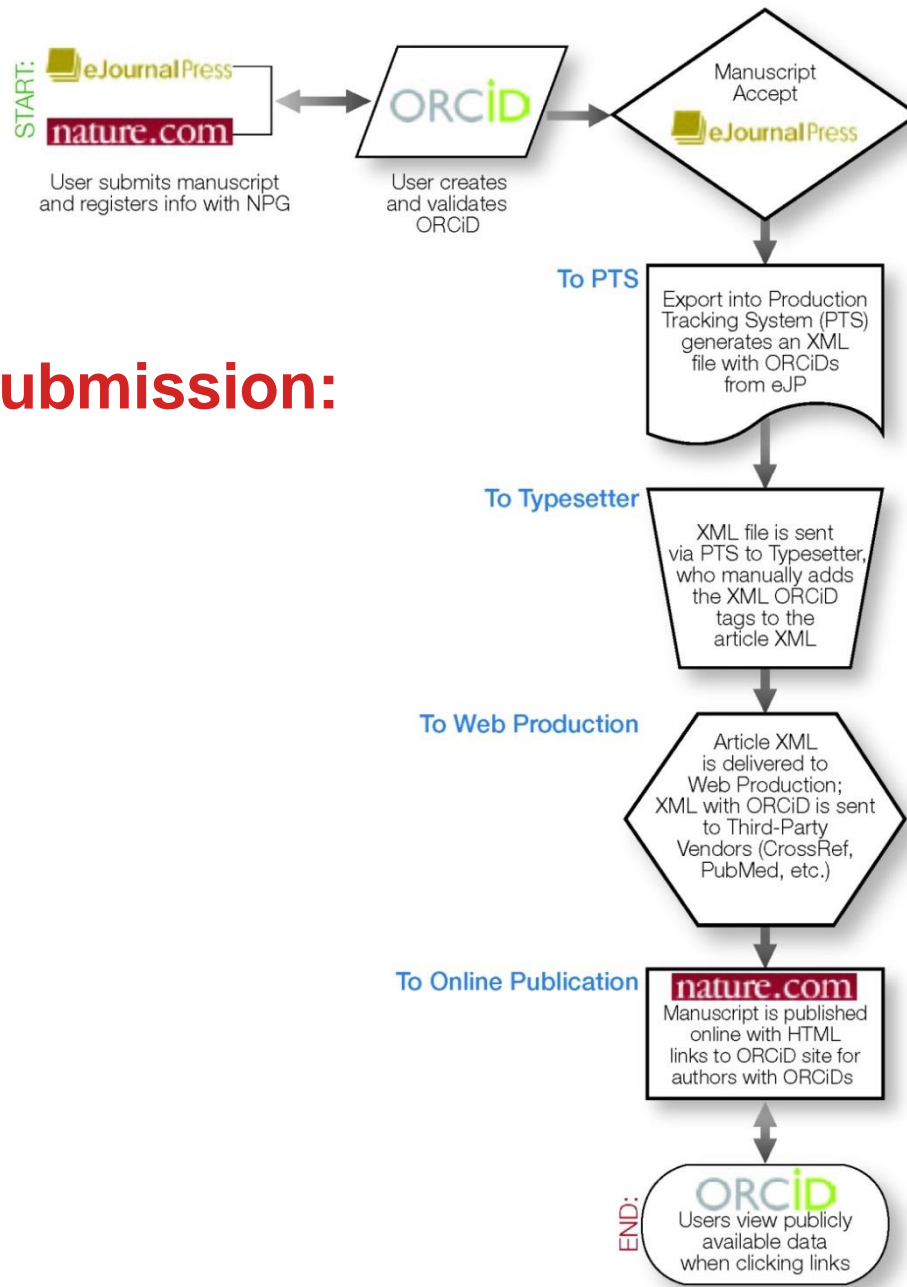 START:
eJournalPress
nature.com
User submits manuscript
and registers info with NPG
ORCiD
User creates
and validates
ORCiD
Manuscript
Accept
eJournalPress
To PTS
Export into Production
Tracking System (PTS)
generates an XML
file with ORCiDs
from eJP
ubmission:
To Typesetter
XML file is sent
via PTS to Typesetter,
who manually adds
the XML ORCiD
tags to the
article XML
To Web Production
Article XML
is delivered to
Web Production;
XML with ORCiD is sent
to Third-Party
Vendors (CrossRef,
PubMed, etc.)
To Online Publication
nature.com
Manuscript is published
online with HTML
links to ORCiD site for
authors with ORCiDs
END:
ORCiD
Users view publicly
available data
when clicking links